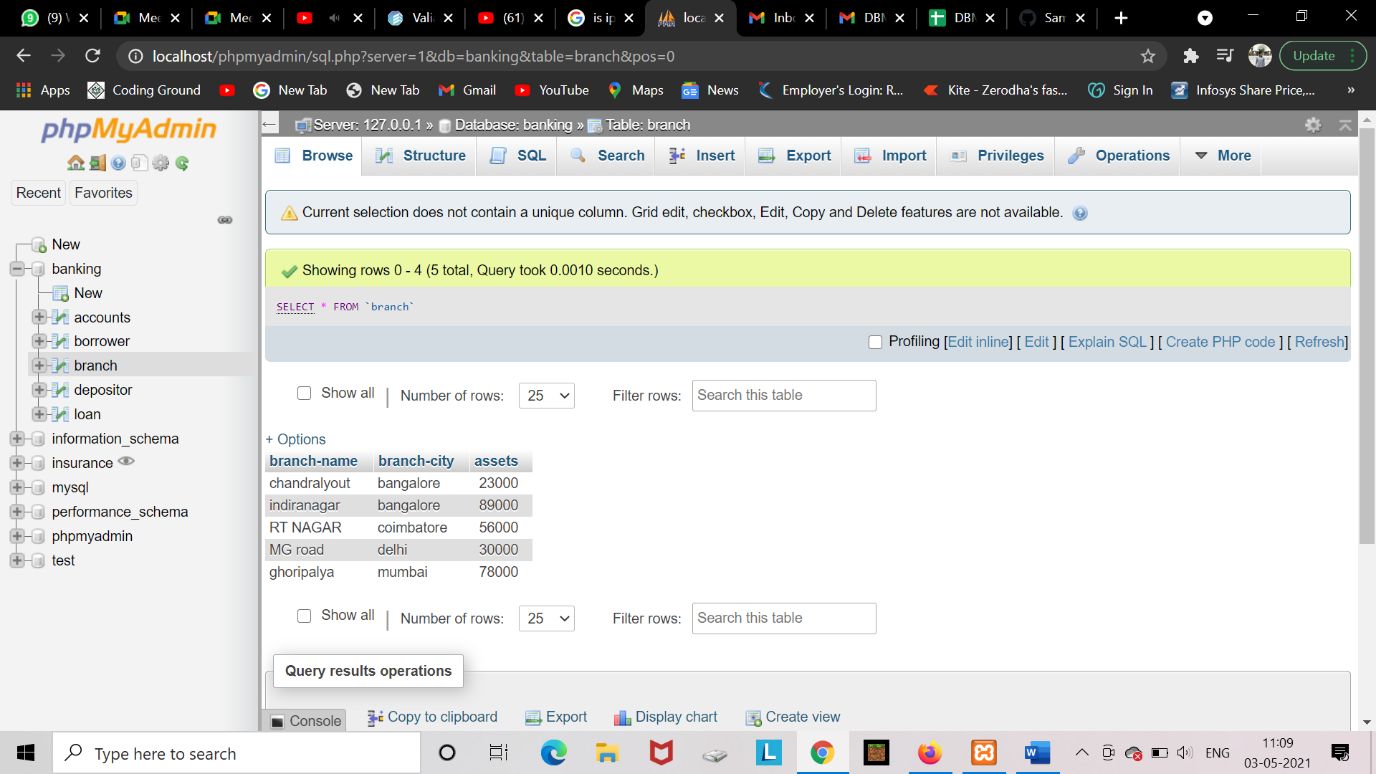 (9) Mee Mee Vali (61) is ip loca Inbo DBM DBM San
localhost/phpmyadmin/sql.php?server=1&db=banking&table=branch&pos=0 Update
Apps Coding Ground New Tab New Tab Gmail YouTube Maps News Employer's Login: R... Kite - Zerodha's fas... Sign In Infosys Share Price,... »
phpMyAdmin
Recent Favorites
New
banking
New
accounts
borrower
branch
depositor
loan
information_schema
insurance
mysql
performance_schema
phpmyadmin
test
Server: 127.0.0.1 » Database: banking » Table: branch
Browse Structure SQL Search Insert Export Import Privileges Operations More
Current selection does not contain a unique column. Grid edit, checkbox, Edit, Copy and Delete features are not available.
Showing rows 0 - 4 (5 total, Query took 0.0010 seconds.)
SELECT * FROM `branch`
Profiling [Edit inline] [ Edit ] [ Explain SQL ] [ Create PHP code ] [ Refresh]
Show all | Number of rows: 25 Filter rows: Search this table
+ Options
branch-name branch-city assets
chandralyout bangalore 23000
indiranagar bangalore 89000
RT NAGAR coimbatore 56000
MG road delhi 30000
ghoripalya mumbai 78000
Show all | Number of rows: 25 Filter rows: Search this table
Query results operations
Console Copy to clipboard Export Display chart Create view
Type here to search L ENG 11:09
03-05-2021